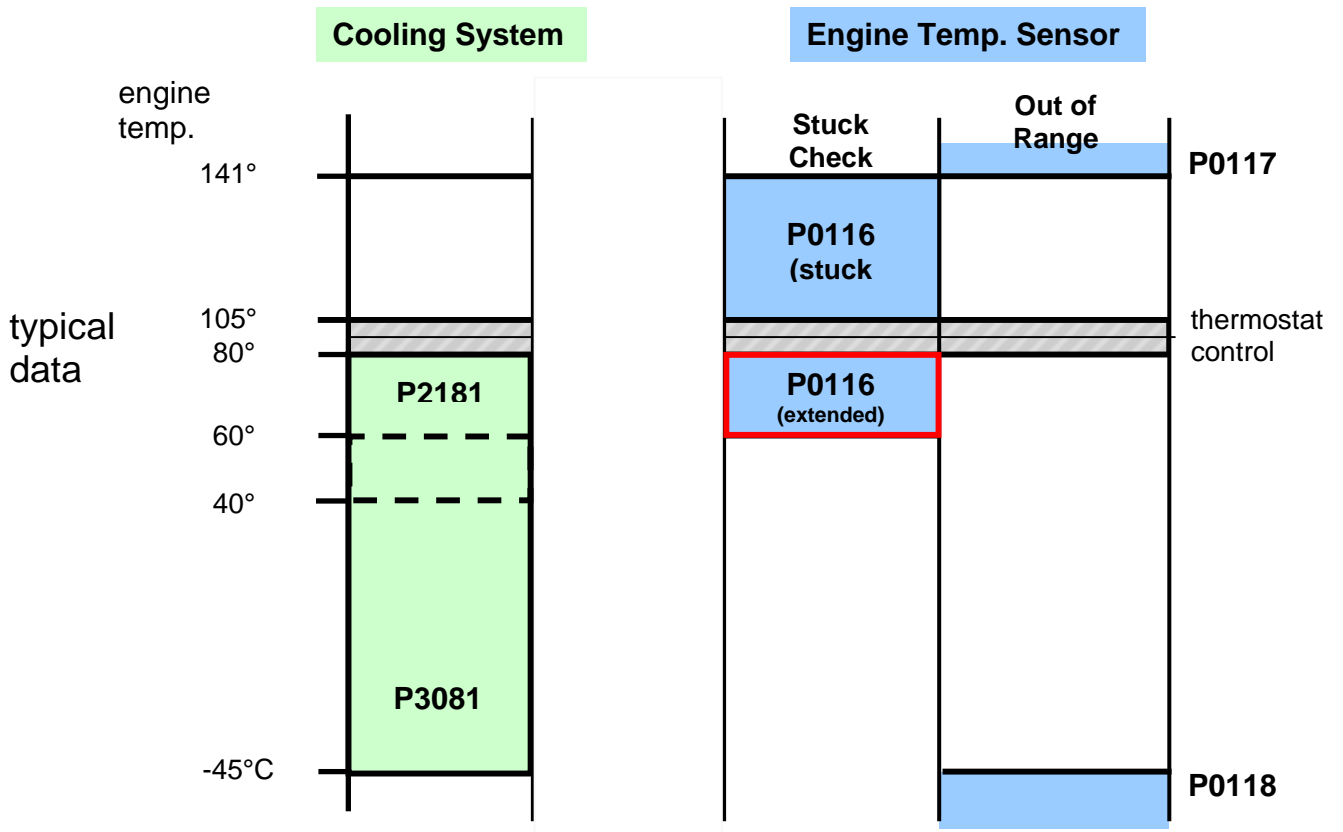 Cooling System
Engine Temp. Sensor
engine
temp.
Stuck
Check
Out of
Range
141°
P0117
P0116
(stuck
typical
data
105°
80°
thermostat
control
P2181
P0116
(extended)
60°
40°
P3081
-45°C
P0118